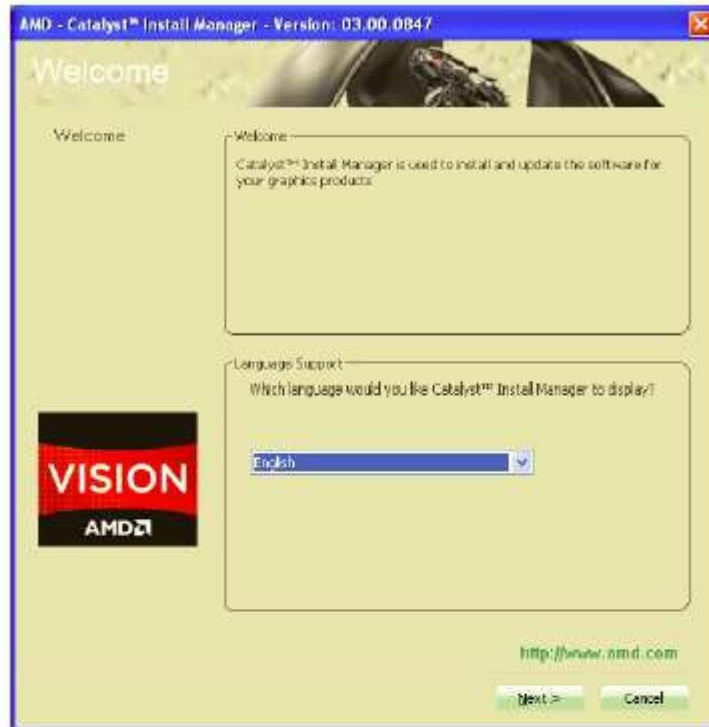 AMD - Catalyst™ Install Manager - Version: 03.00.0847
Welcome
Welcome
Welcome
Catalyst™ Install Manager is used to install and update the software for
your graphics products
Language Support
Which language would you like Catalyst™ Install Manager to display?
English
VISION
AMD
http://www.amd.com
Next >
Cancel